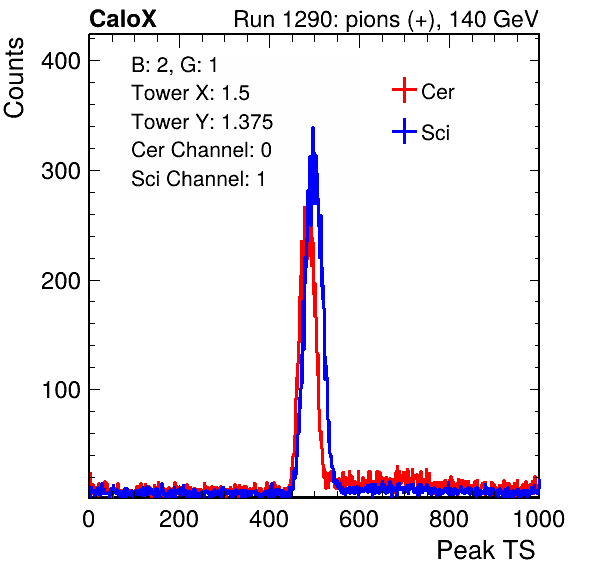 CaloX Run 1290: pions (+), 140 GeV
Counts
B: 2, G: 1
Tower X: 1.5
Tower Y: 1.375
Cer Channel: 0
Sci Channel: 1
Cer
Sci
400
300
200
100
0 200 400 600 800 1000
Peak TS